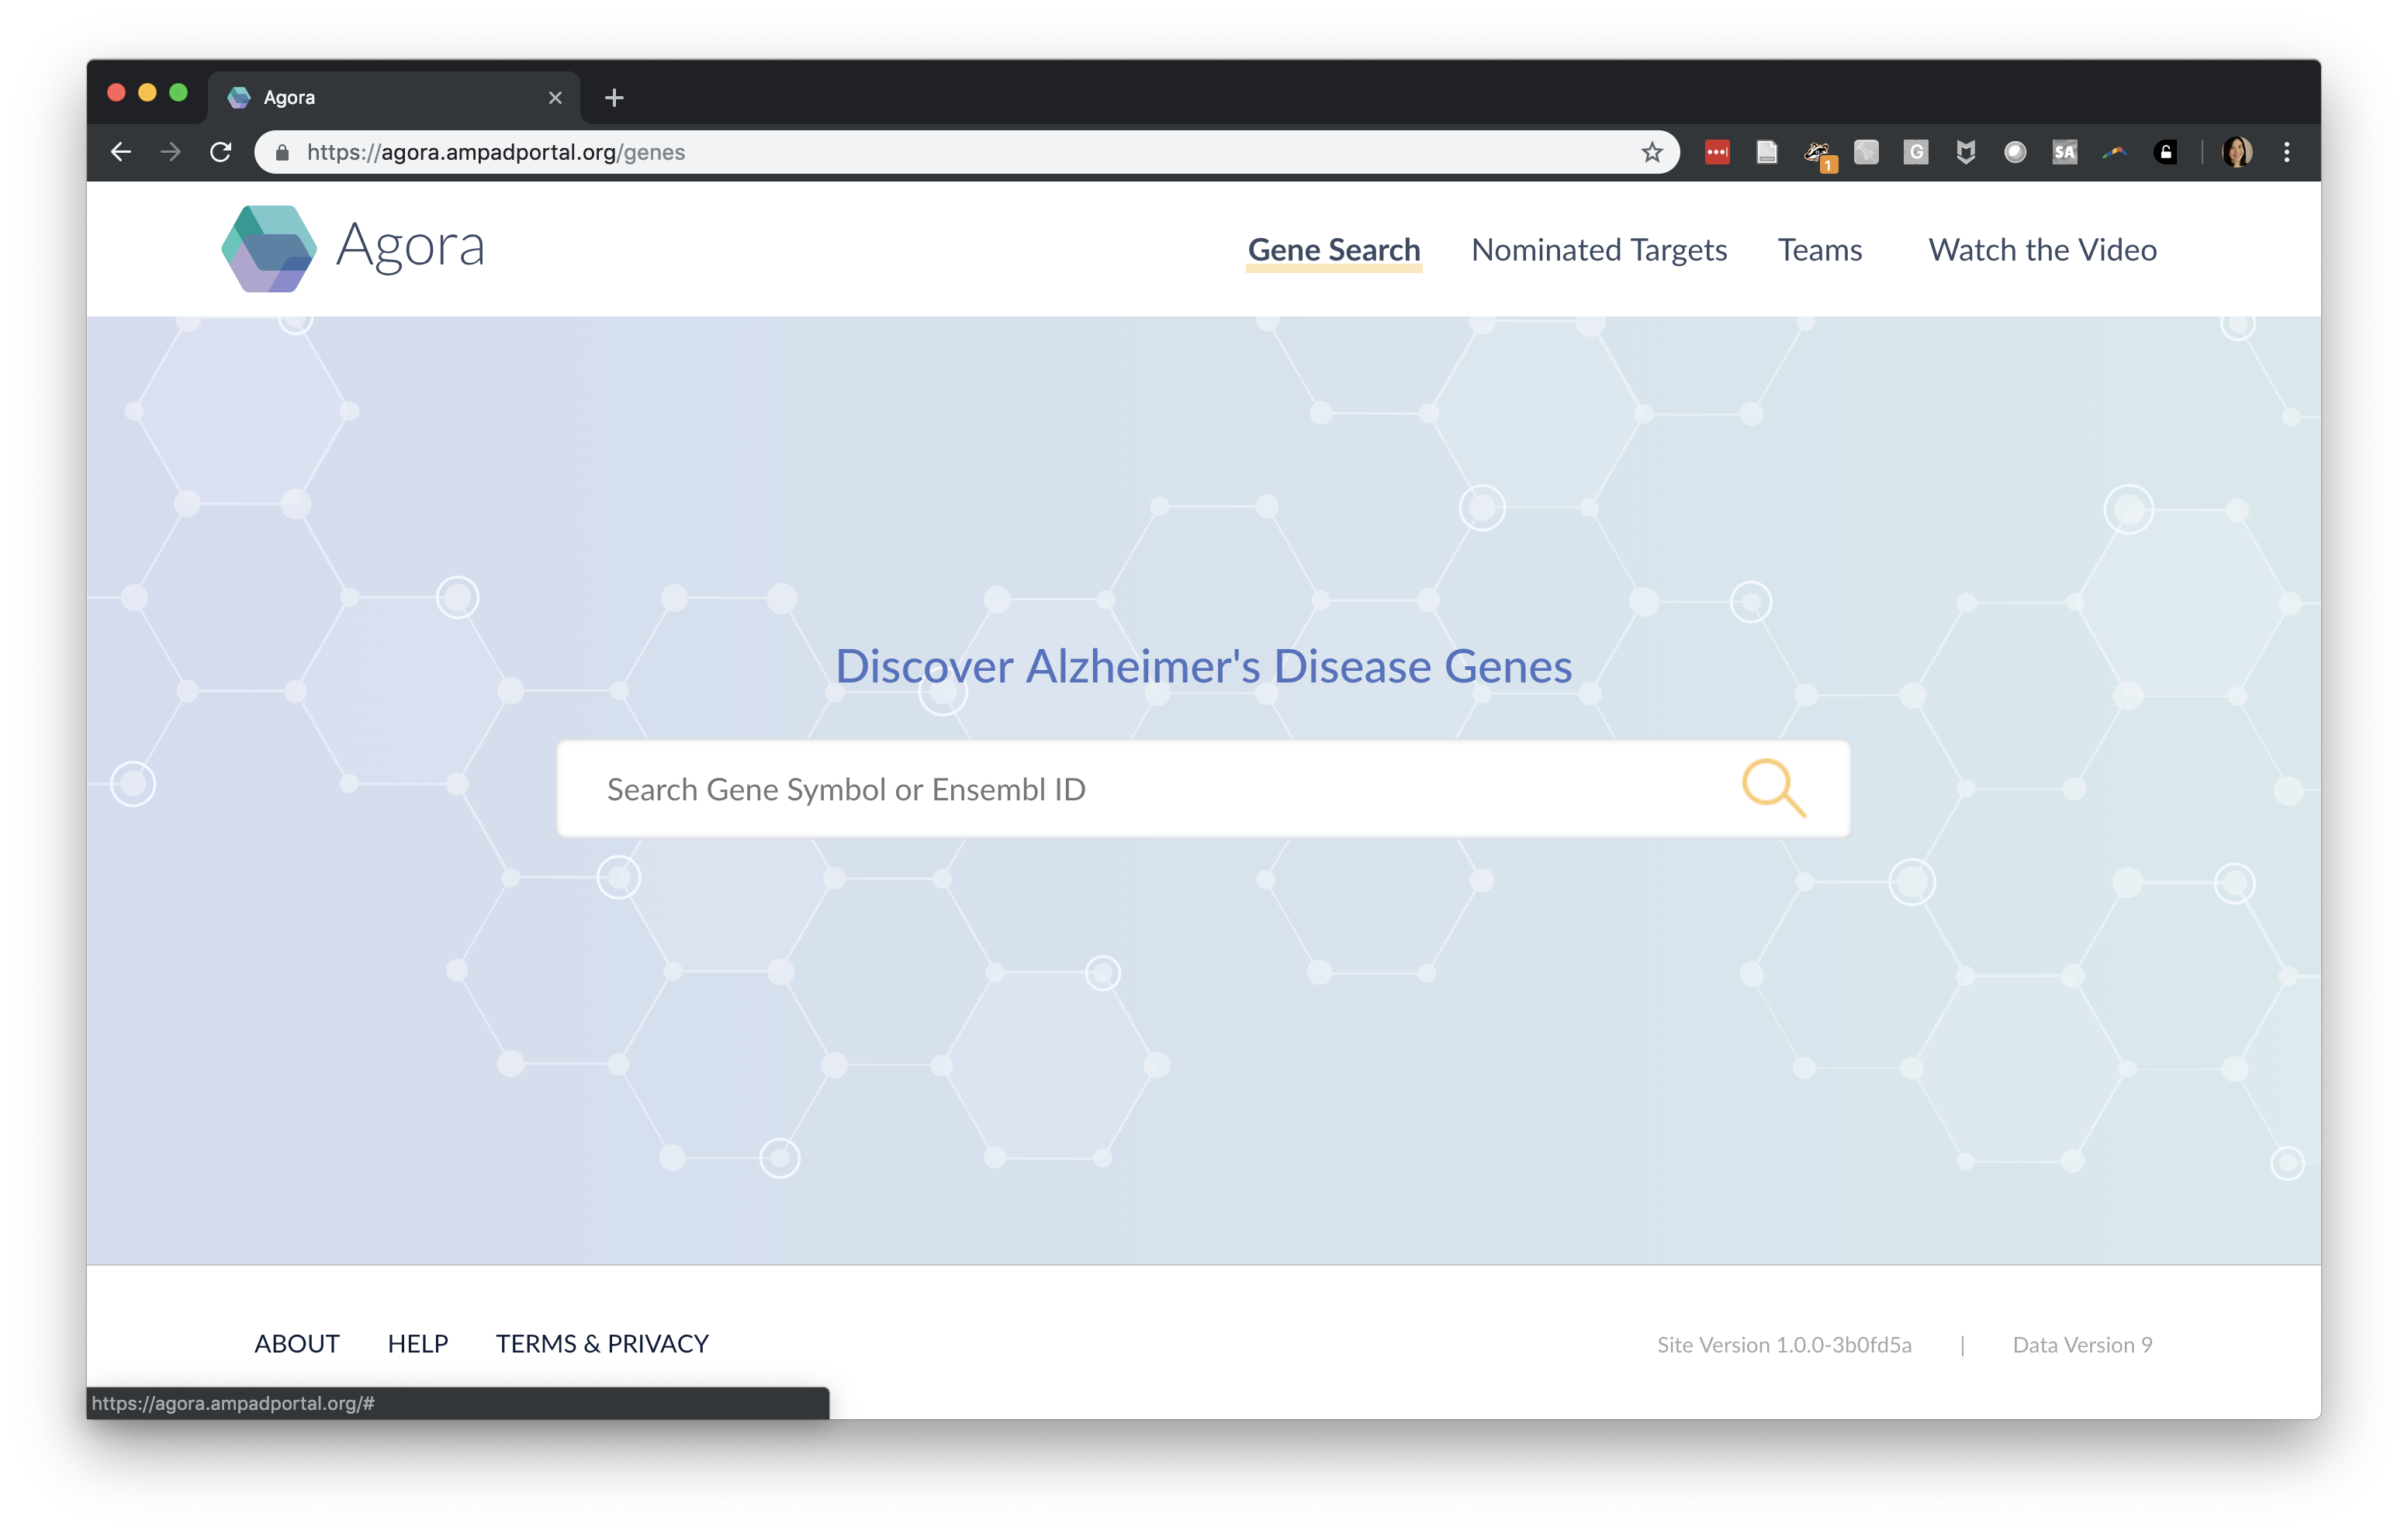 Agora
https://agora.ampadportal.org/genes
1
G
SA
Agora
Gene Search Nominated Targets Teams Watch the Video
Discover Alzheimer's Disease Genes
Search Gene Symbol or Ensembl ID
ABOUT HELP TERMS & PRIVACY
Site Version 1.0.0-3b0fd5a | Data Version 9
https://agora.ampadportal.org/#